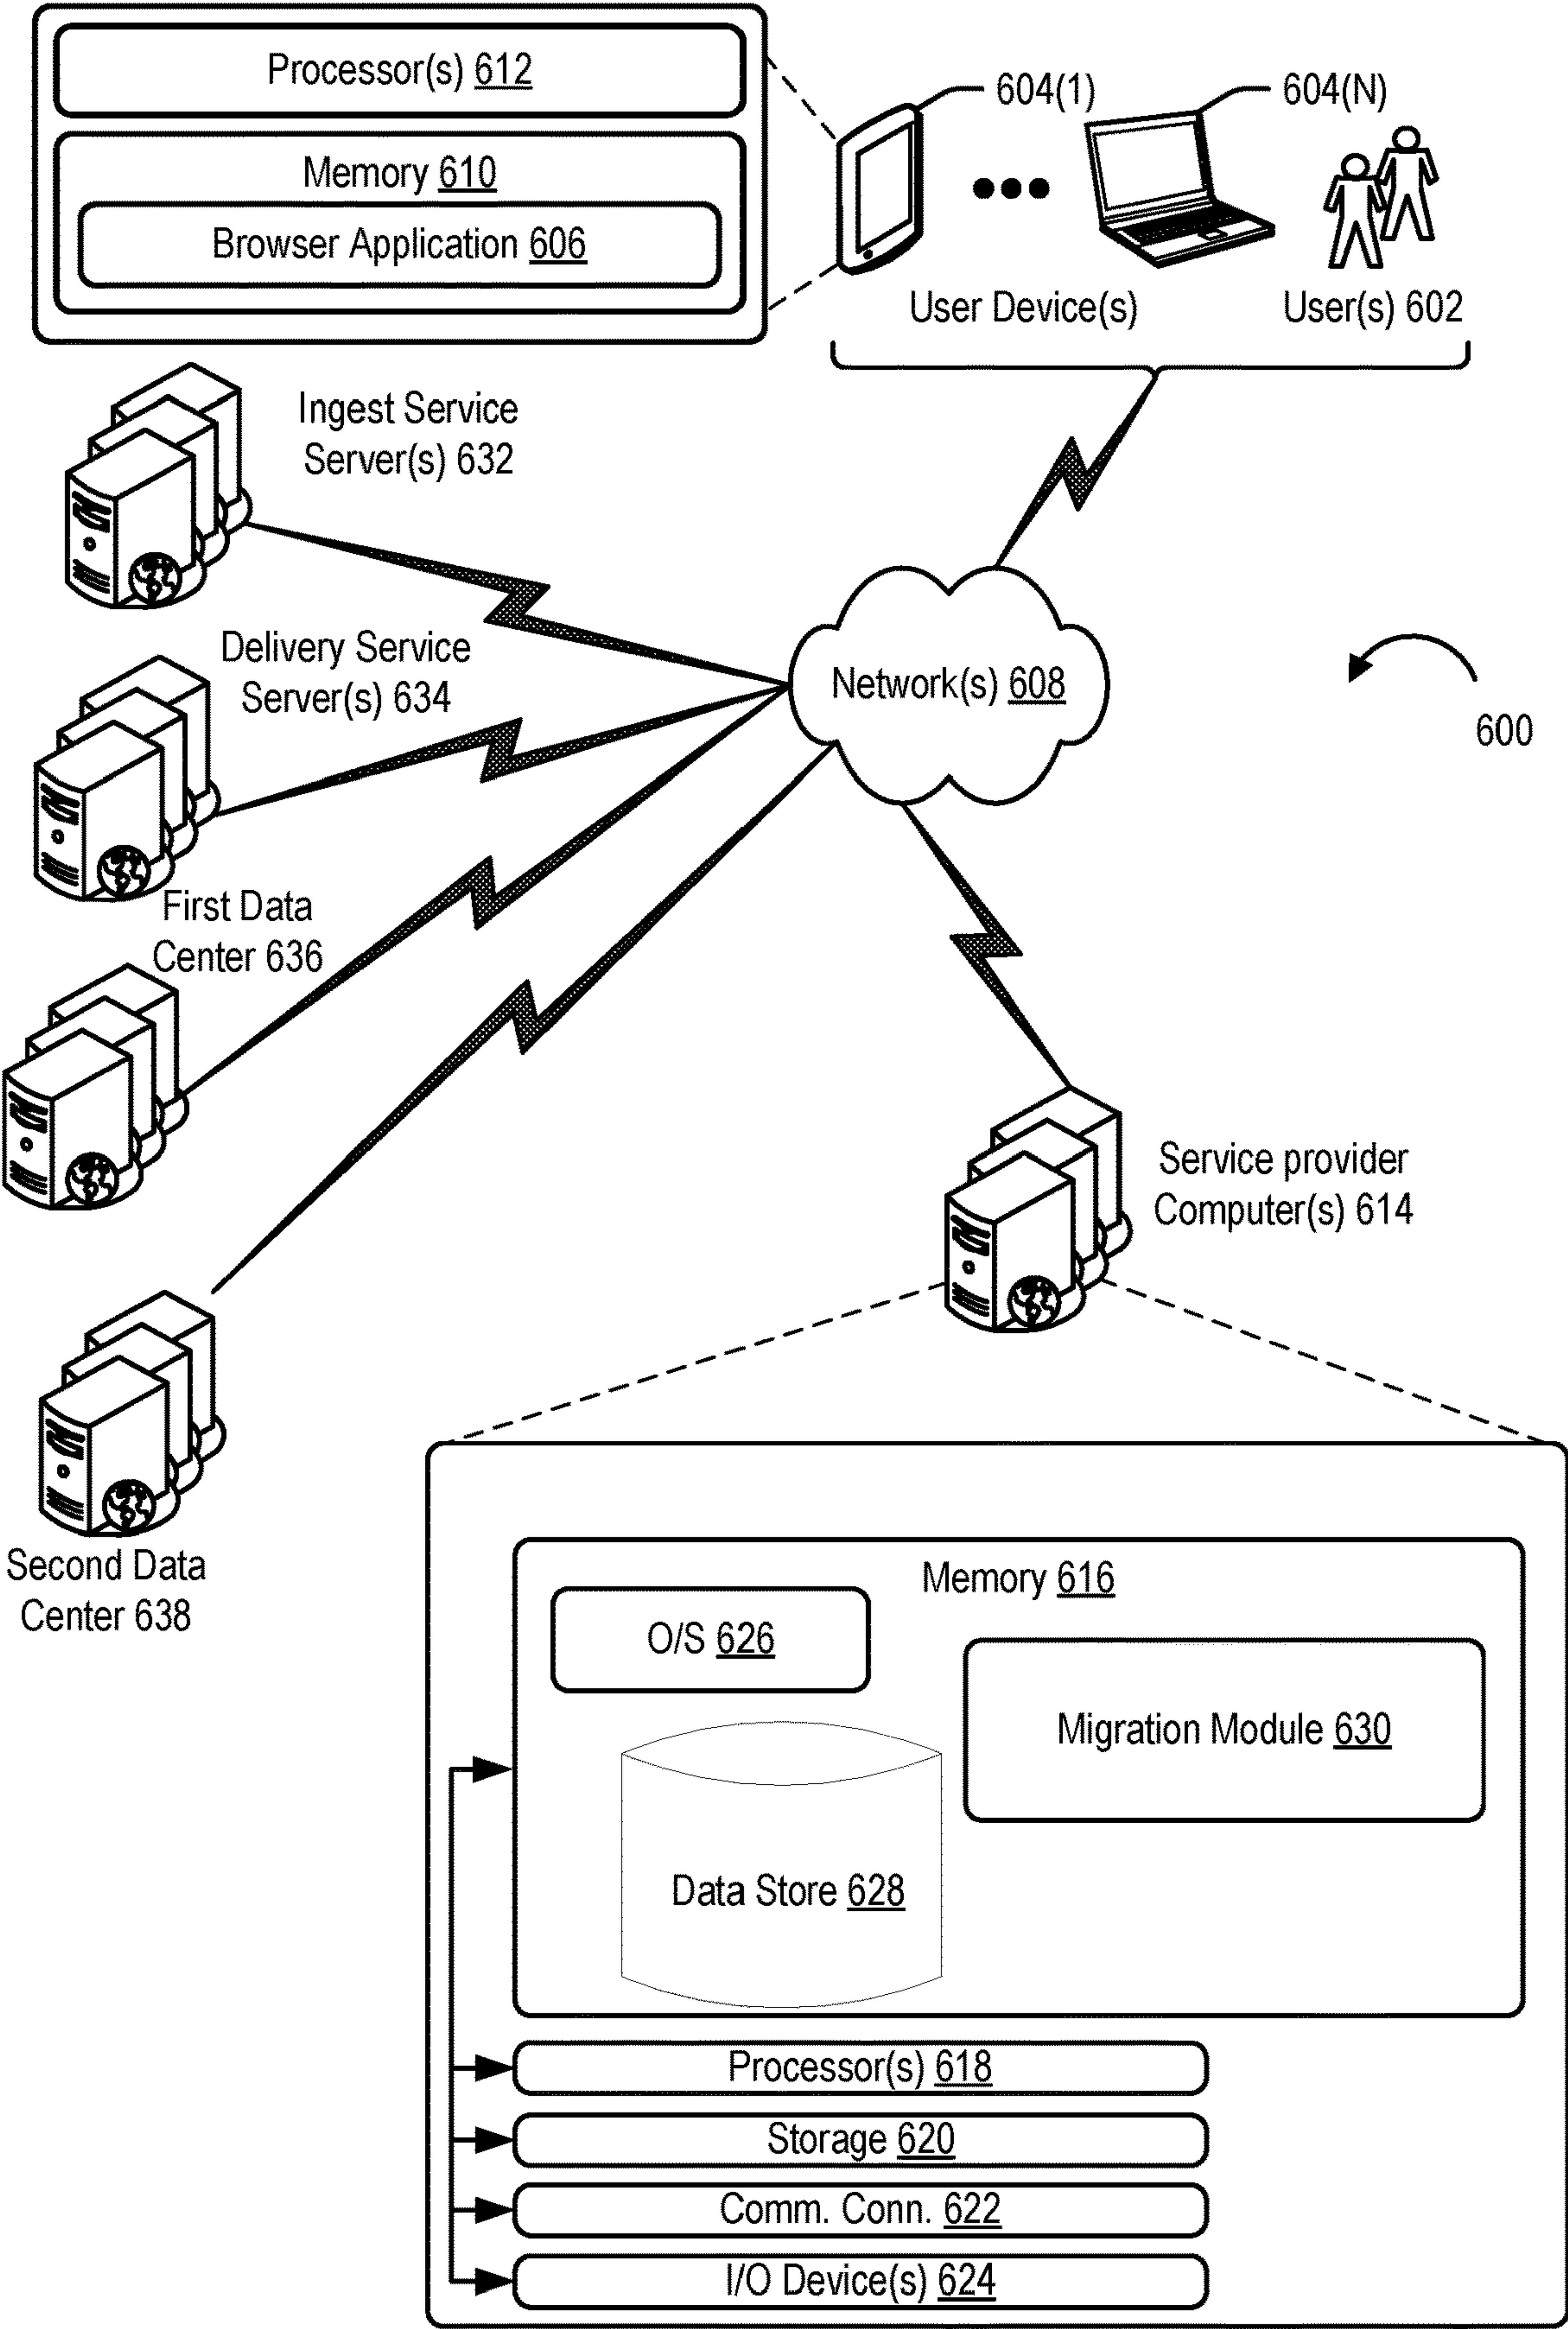 Processor(s) 612
Memory 610
Browser Application 606
604(1)
604(N)
User Device(s)
User(s) 602
Ingest Service
Server(s) 632
Delivery Service
Server(s) 634
Network(s) 608
600
First Data
Center 636
Service provider
Computer(s) 614
Second Data
Center 638
Memory 616
O/S 626
Migration Module 630
Data Store 628
Processor(s) 618
Storage 620
Comm. Conn. 622
I/O Device(s) 624